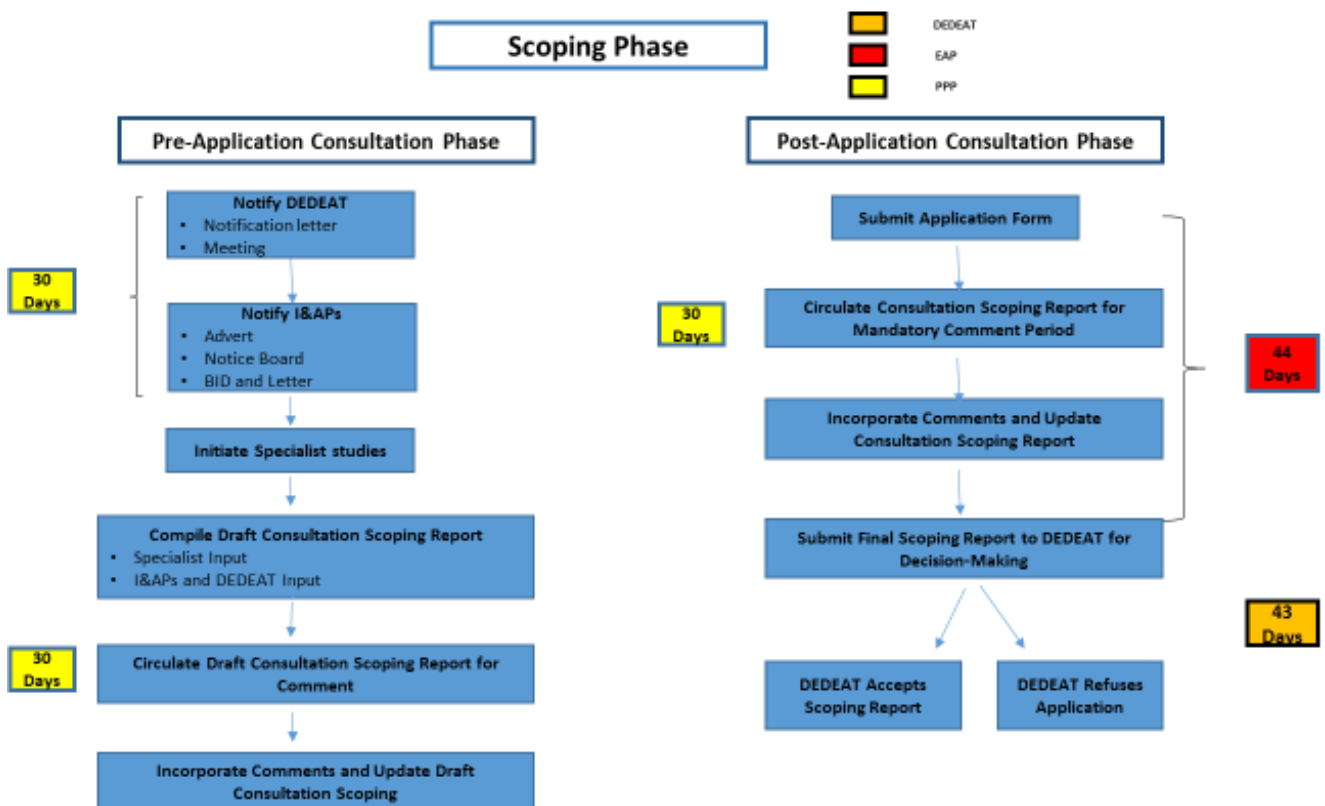 Scoping Phase
DEDEAT
EAP
PPP
Pre-Application Consultation Phase
Notify DEDEAT
• Notification letter
• Meeting
30
Days
Notify I&APs
• Advert
• Notice Board
• BID and Letter
Initiate Specialist studies
Compile Draft Consultation Scoping Report
• Specialist Input
• I&APs and DEDEAT Input
30
Days
Circulate Draft Consultation Scoping Report for
Comment
Incorporate Comments and Update Draft
Consultation Scoping
Post-Application Consultation Phase
Submit Application Form
30
Days
Circulate Consultation Scoping Report for
Mandatory Comment Period
44
Days
Incorporate Comments and Update
Consultation Scoping Report
Submit Final Scoping Report to DEDEAT for
Decision-Making
43
Days
DEDEAT Accepts
Scoping Report
DEDEAT Refuses
Application